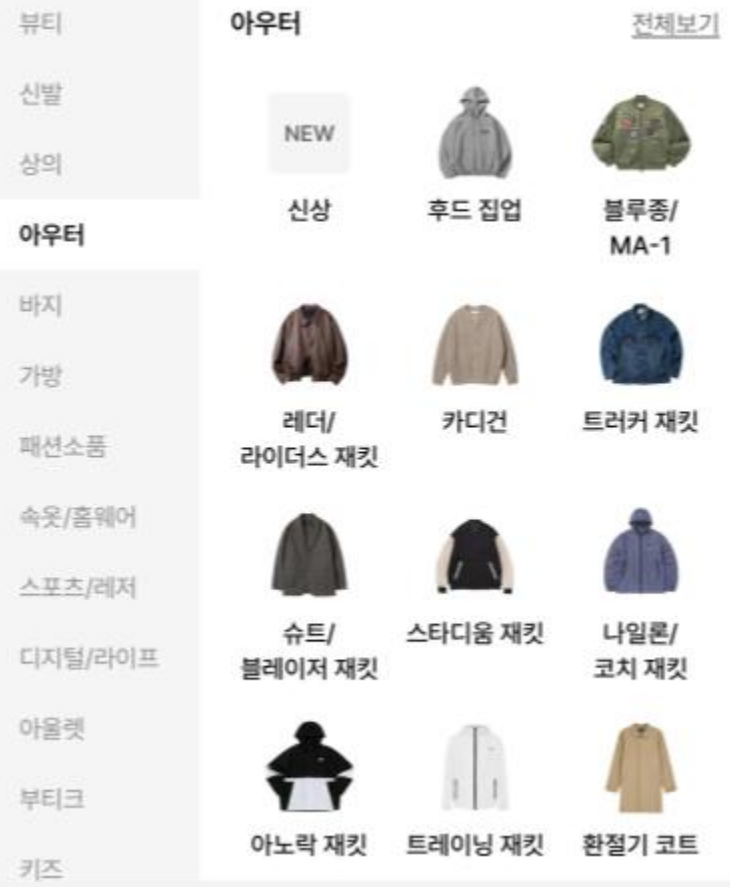 뷰티
신발
상의
아우터
바지
가방
패션소품
속옷/홈웨어
스포츠/레저
디지털/라이프
아울렛
부티크
키즈
아우터
전체보기
NEW
신상
후드 집업
블루종/
MA-1
레더/
라이더스 재킷
카디건
트러커 재킷
슈트/
블레이저 재킷
스타디움 재킷
나일론/
코치 재킷
아노락 재킷
트레이닝 재킷
환절기 코트